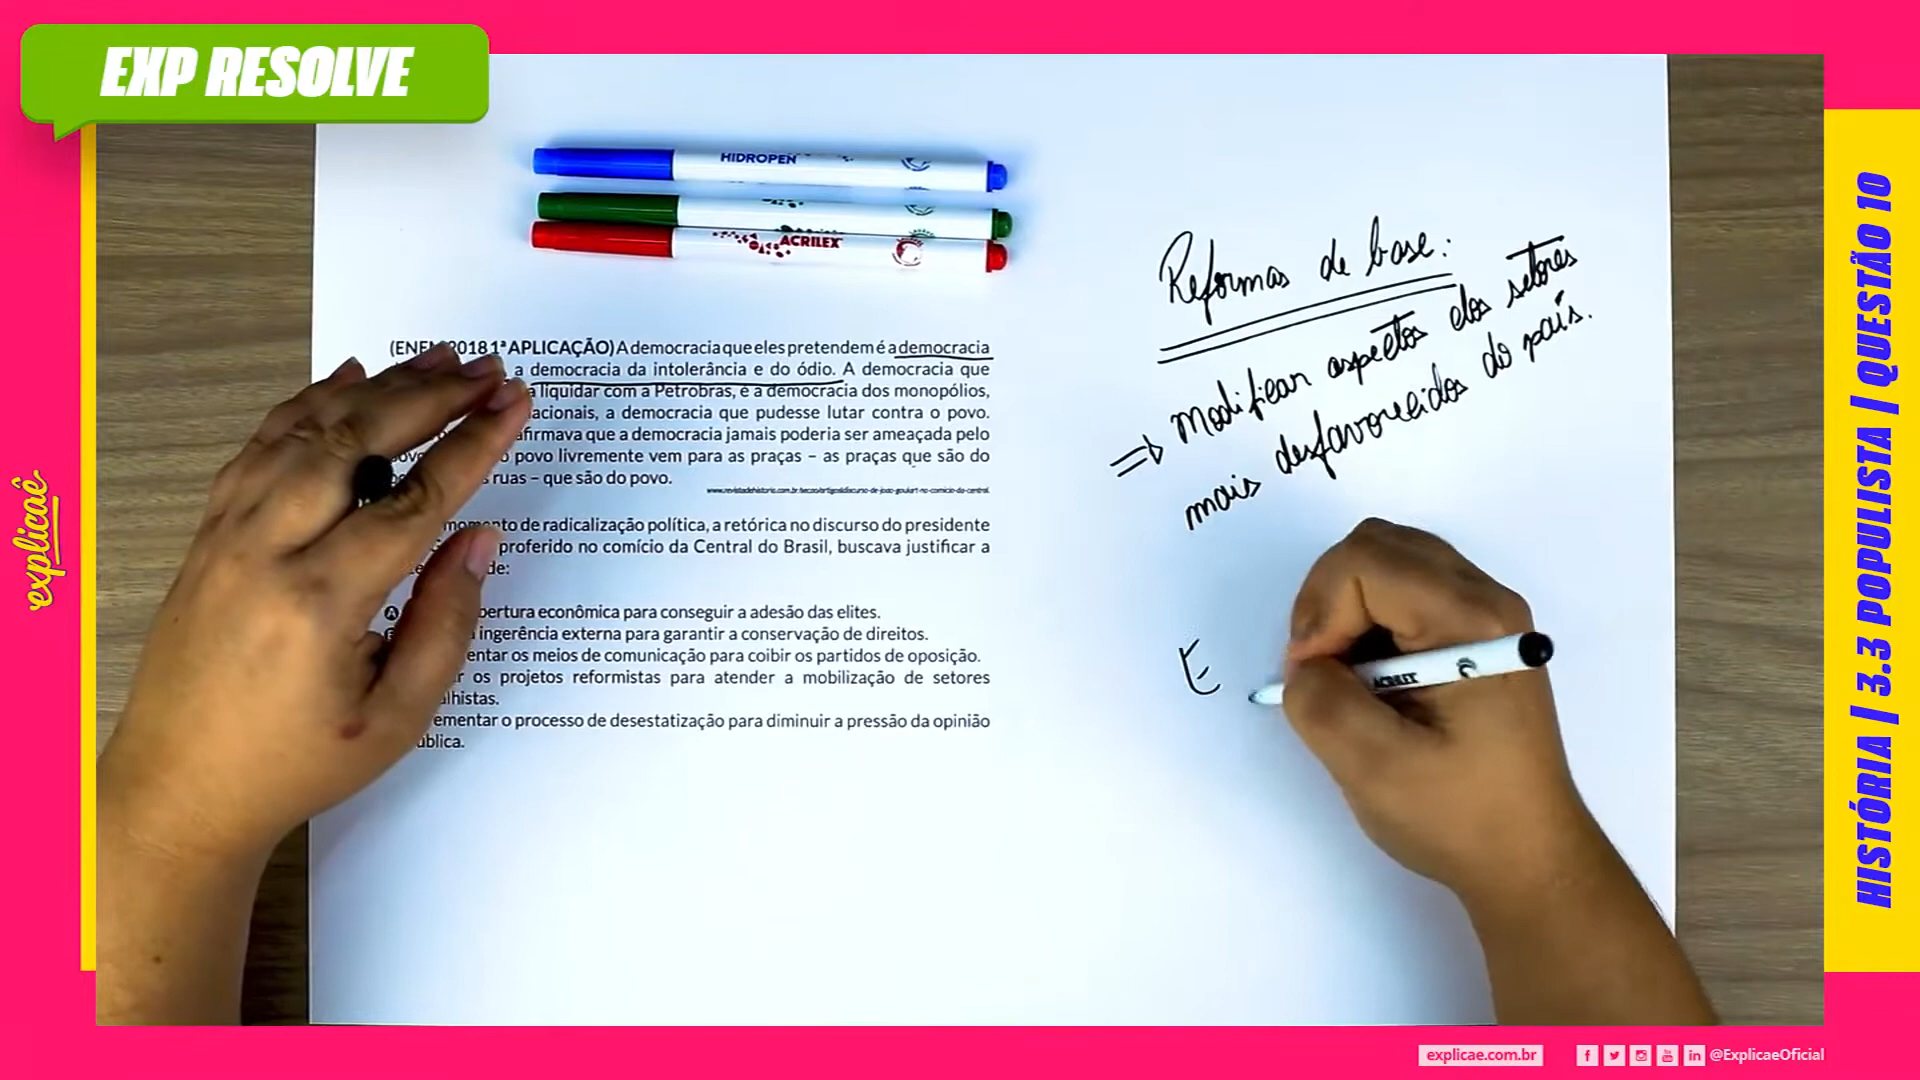 EXP RESOLVE
HIDROPEN
ACRILEX
(ENEM 2018 1ª APLICAÇÃO) A democracia que eles pretendem é a democracia
a democracia da intolerância e do ódio. A democracia que
a liquidar com a Petrobras, é a democracia dos monopólios,
nacionais, a democracia que pudesse lutar contra o povo.
afirmava que a democracia jamais poderia ser ameaçada pelo
povo livremente vem para as praças – as praças que são do
ruas – que são do povo.
momento de radicalização política, a retórica no discurso do presidente
proferido no comício da Central do Brasil, buscava justificar a
de:
A bertura econômica para conseguir a adesão das elites.
ingerência externa para garantir a conservação de direitos.
entar os meios de comunicação para coibir os partidos de oposição.
r os projetos reformistas para atender a mobilização de setores
alhistas.
ementar o processo de desestatização para diminuir a pressão da opinião
ública.
Reformas de base:
⇒ Modificar aspectos dos setores
mais desfavorecidos do país.
E
ACRILEX
explicaê
HISTÓRIA | 3.3 POPULISTA | QUESTÃO 10
explicae.com.br
@ExplicaeOficial